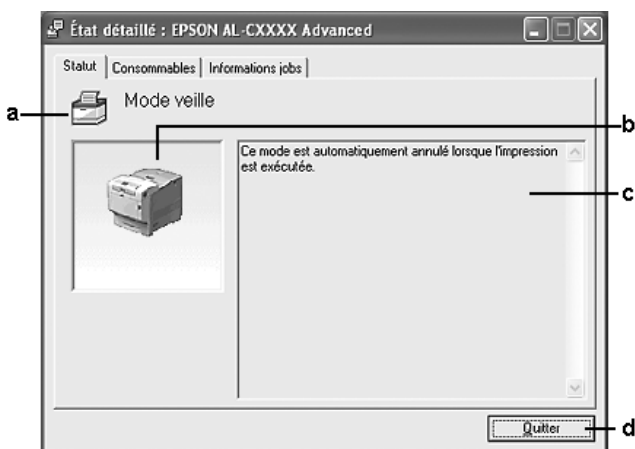 État détaillé : EPSON AL-CXXXX Advanced
Statut Consommables Informations jobs
a
Mode veille
b
Ce mode est automatiquement annulé lorsque l'impression
est exécutée.
c
Quitter
d